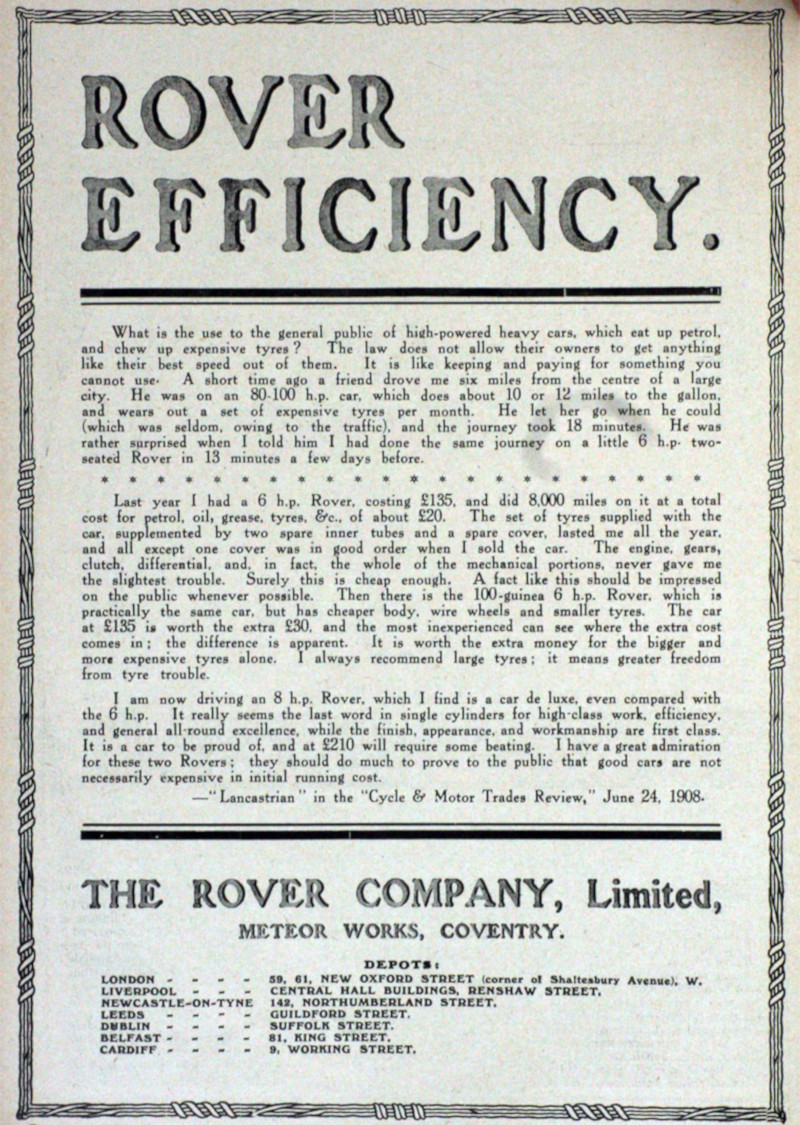 ROVER
EFFICIENCY.
What is the use to the general public of high-powered heavy cars, which eat up petrol,
and chew up expensive tyres? The law does not allow their owners to get anything
like their best speed out of them. It is like keeping and paying for something you
cannot use. A short time ago a friend drove me six miles from the centre of a large
city. He was on an 80-100 h.p. car, which does about 10 or 12 miles to the gallon,
and wears out a set of expensive tyres per month. He let her go when he could
(which was seldom, owing to the traffic), and the journey took 18 minutes. He was
rather surprised when I told him I had done the same journey on a little 6 h.p. two-
seated Rover in 13 minutes a few days before.
* * * * * * * * * * * * * * * * * * * * * *
Last year I had a 6 h.p. Rover, costing £135, and did 8,000 miles on it at a total
cost for petrol, oil, grease, tyres, &c., of about £20. The set of tyres supplied with the
car, supplemented by two spare inner tubes and a spare cover, lasted me all the year,
and all except one cover was in good order when I sold the car. The engine, gears,
clutch, differential, and, in fact, the whole of the mechanical portions, never gave me
the slightest trouble. Surely this is cheap enough. A fact like this should be impressed
on the public whenever possible. Then there is the 100-guinea 6 h.p. Rover, which is
practically the same car, but has cheaper body, wire wheels and smaller tyres. The car
at £135 is worth the extra £30, and the most inexperienced can see where the extra cost
comes in; the difference is apparent. It is worth the extra money for the bigger and
more expensive tyres alone. I always recommend large tyres; it means greater freedom
from tyre trouble.
I am now driving an 8 h.p. Rover, which I find is a car de luxe, even compared with
the 6 h.p. It really seems the last word in single cylinders for high-class work, efficiency,
and general all-round excellence, while the finish, appearance, and workmanship are first class.
It is a car to be proud of, and at £210 will require some beating. I have a great admiration
for these two Rovers; they should do much to prove to the public that good cars are not
necessarily expensive in initial running cost.
—"Lancastrian" in the "Cycle & Motor Trades Review," June 24, 1908.
THE ROVER COMPANY, Limited,
METEOR WORKS, COVENTRY.
DEPOTS:
LONDON - - - - 59, 61, NEW OXFORD STREET (corner of Shaftesbury Avenue), W.
LIVERPOOL - - - CENTRAL HALL BUILDINGS, RENSHAW STREET.
NEWCASTLE-ON-TYNE 142, NORTHUMBERLAND STREET.
LEEDS - - - - GUILDFORD STREET.
DUBLIN - - - - SUFFOLK STREET.
BELFAST - - - - 81, KING STREET.
CARDIFF - - - - 9, WORKING STREET.